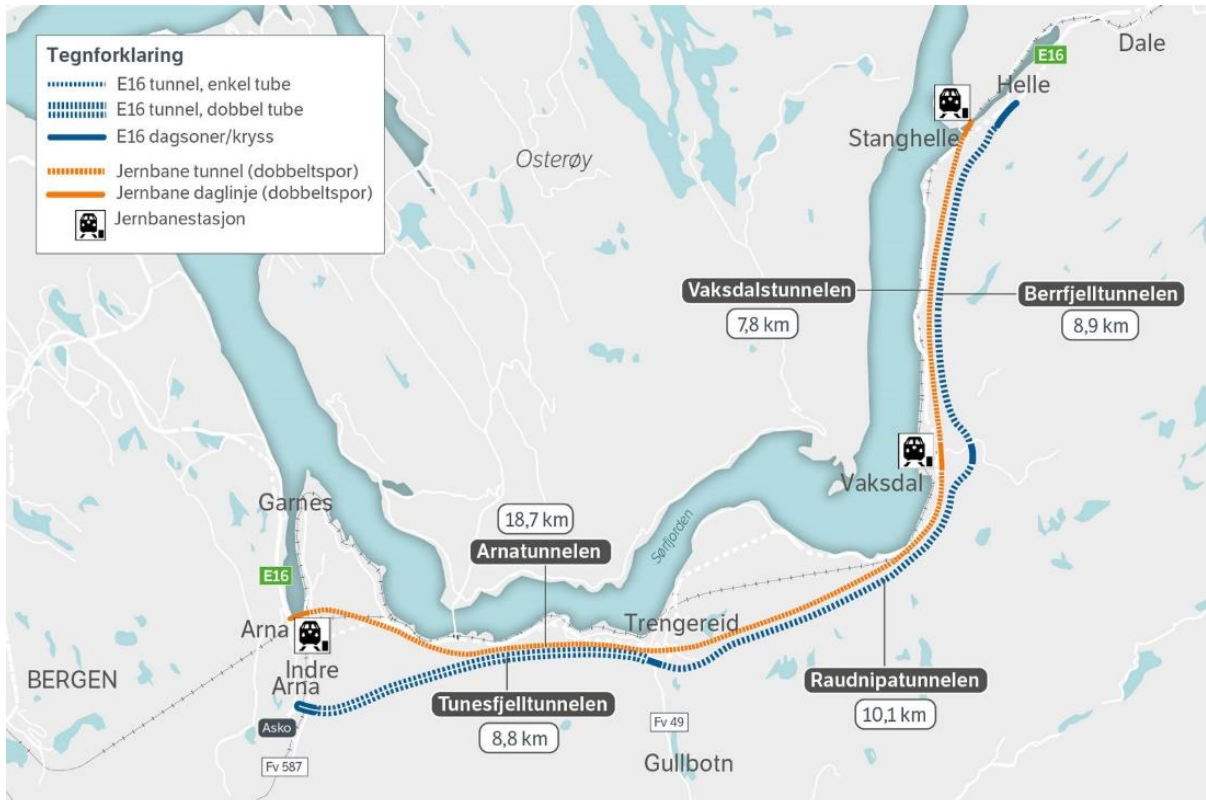 Tegnforklaring
E16 tunnel, enkel tube
E16 tunnel, dobbel tube
E16 dagsoner/kryss
Jernbane tunnel (dobbeltspor)
Jernbane daglinje (dobbeltspor)
Jernbanestasjon
Dale
E16
Helle
Stanghelle
Osterøy
Vaksdalstunnelen
7,8 km
Berrfjelltunnelen
8,9 km
Vaksdal
Garnes
18,7 km
Arnatunnelen
Sørfjorden
E16
Arna
Trengereid
Indre
Arna
BERGEN
Raudnipatunnelen
10,1 km
Tunesfjelltunnelen
8,8 km
Asko
Fv 49
Fv 587
Gullbotn